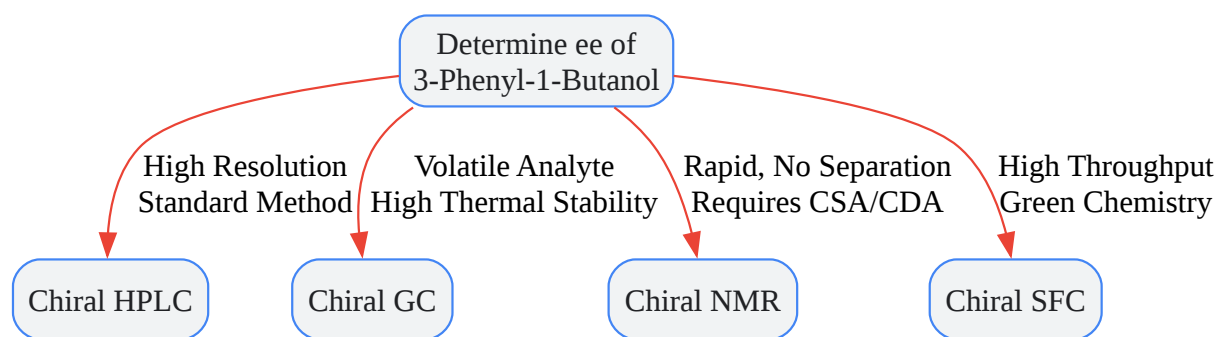 Determine ee of
3-Phenyl-1-Butanol
High Resolution
Standard Method
Volatile Analyte
High Thermal Stability
Rapid, No Separation
Requires CSA/CDA
High Throughput
Green Chemistry
Chiral HPLC
Chiral GC
Chiral NMR
Chiral SFC